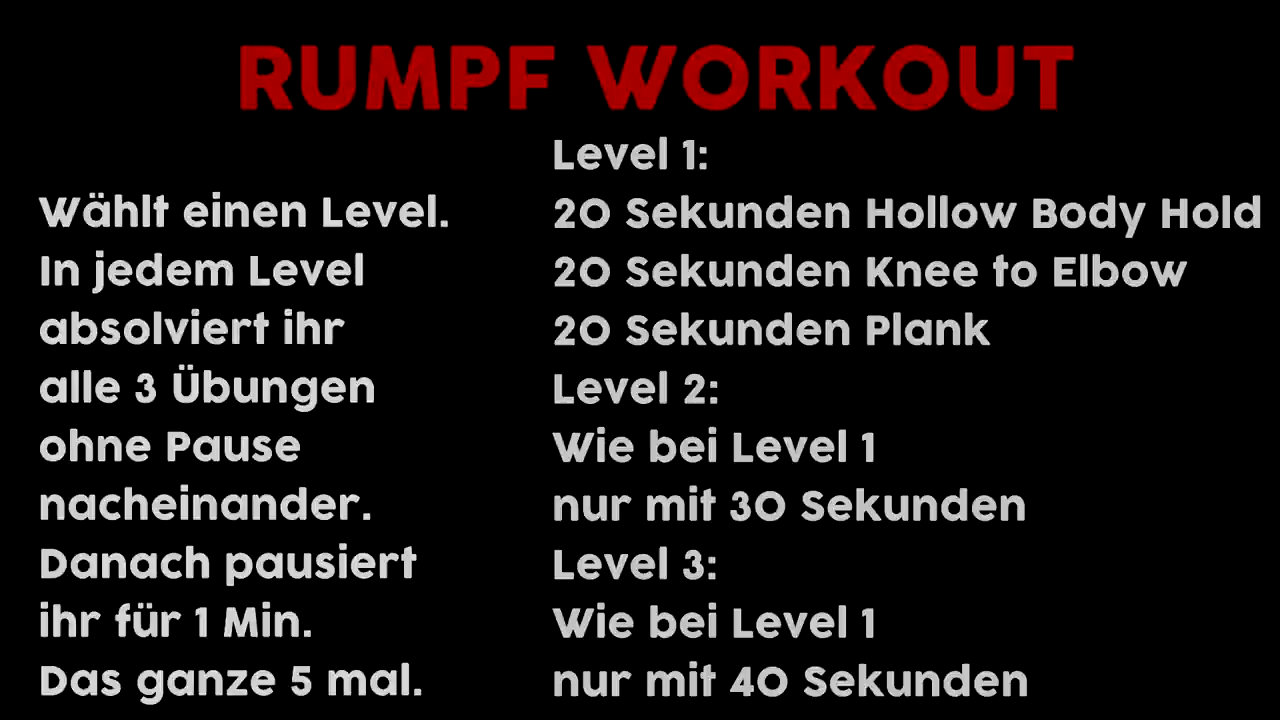 RUMPF WORKOUT
Wählt einen Level.
In jedem Level
absolviert ihr
alle 3 Übungen
ohne Pause
nacheinander.
Danach pausiert
ihr für 1 Min.
Das ganze 5 mal.
Level 1:
20 Sekunden Hollow Body Hold
20 Sekunden Knee to Elbow
20 Sekunden Plank
Level 2:
Wie bei Level 1
nur mit 30 Sekunden
Level 3:
Wie bei Level 1
nur mit 40 Sekunden